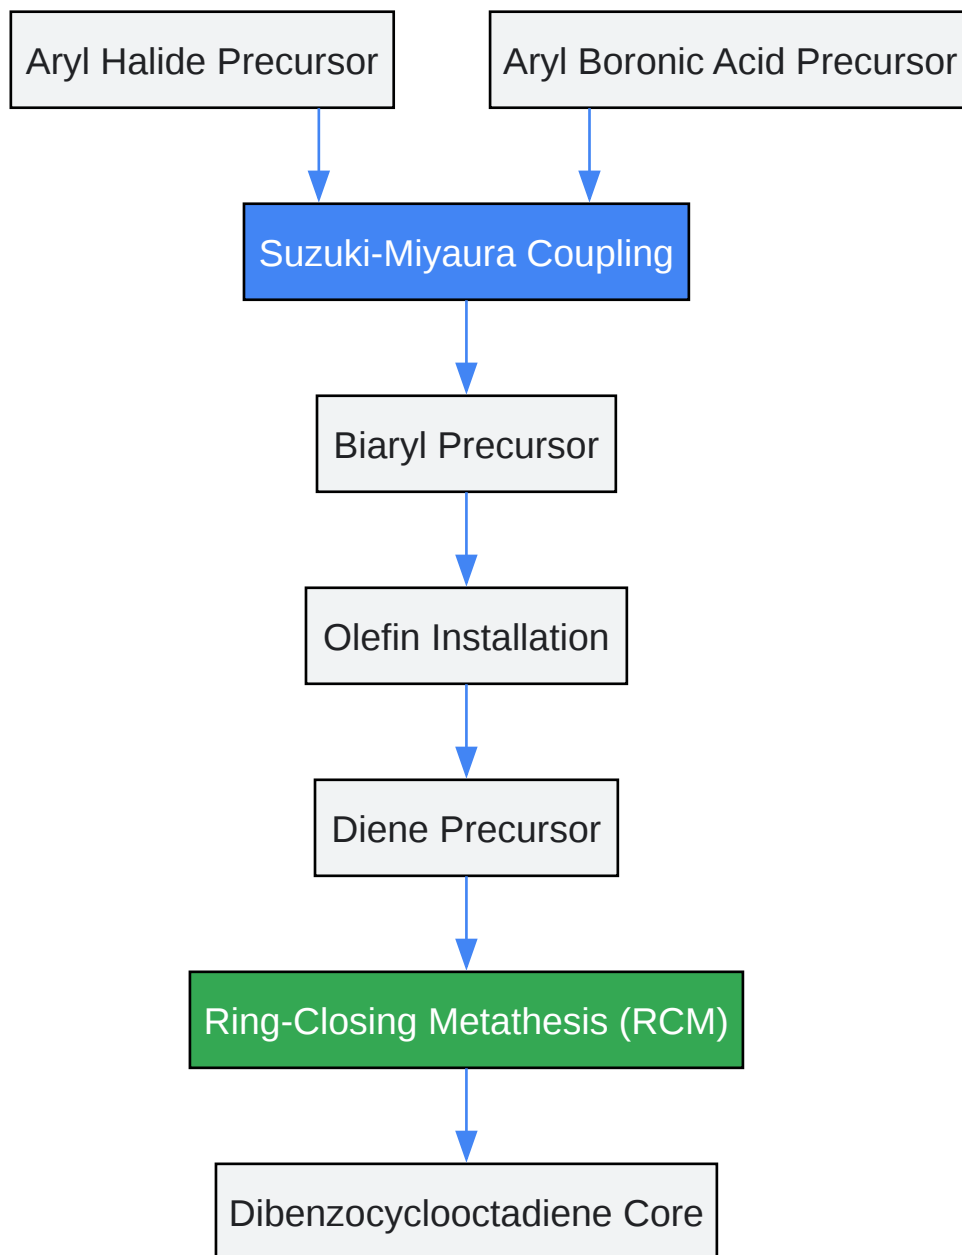 Aryl Halide Precursor
Aryl Boronic Acid Precursor
Suzuki-Miyaura Coupling
Biaryl Precursor
Olefin Installation
Diene Precursor
Ring-Closing Metathesis (RCM)
Dibenzocyclooctadiene Core